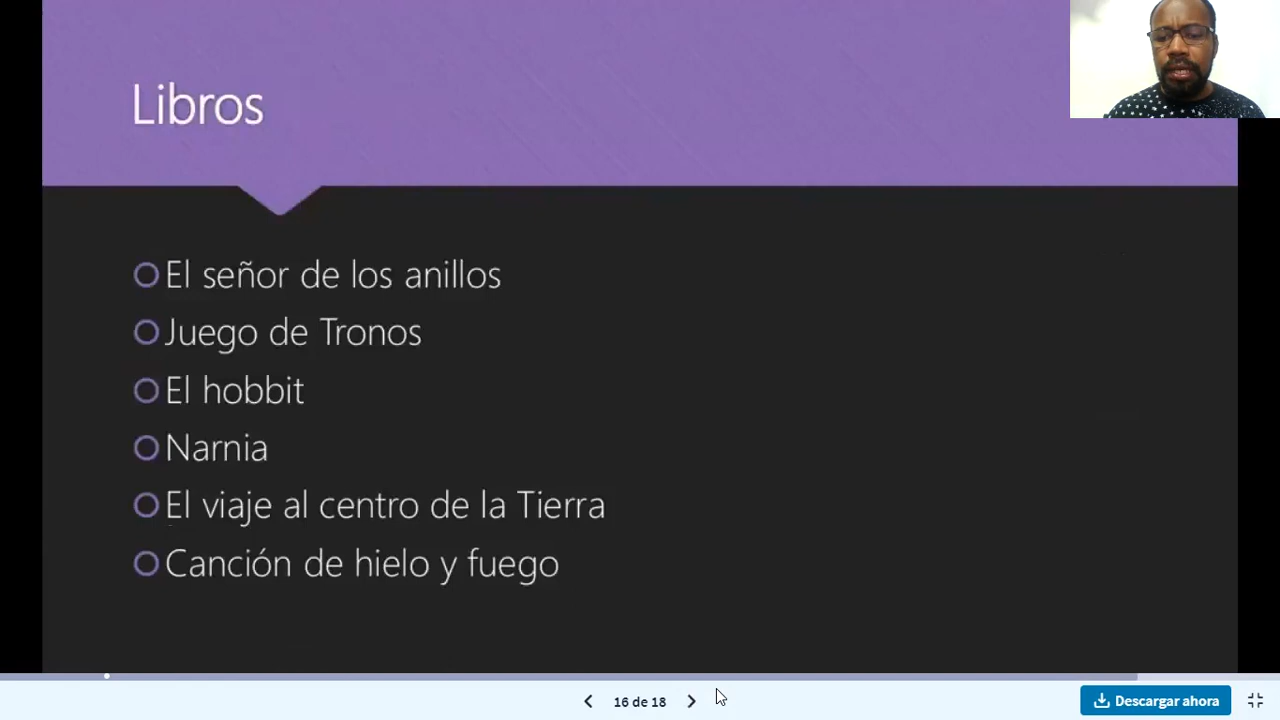 Libros
El señor de los anillos
Juego de Tronos
El hobbit
Narnia
El viaje al centro de la Tierra
Canción de hielo y fuego
16 de 18
Descargar ahora